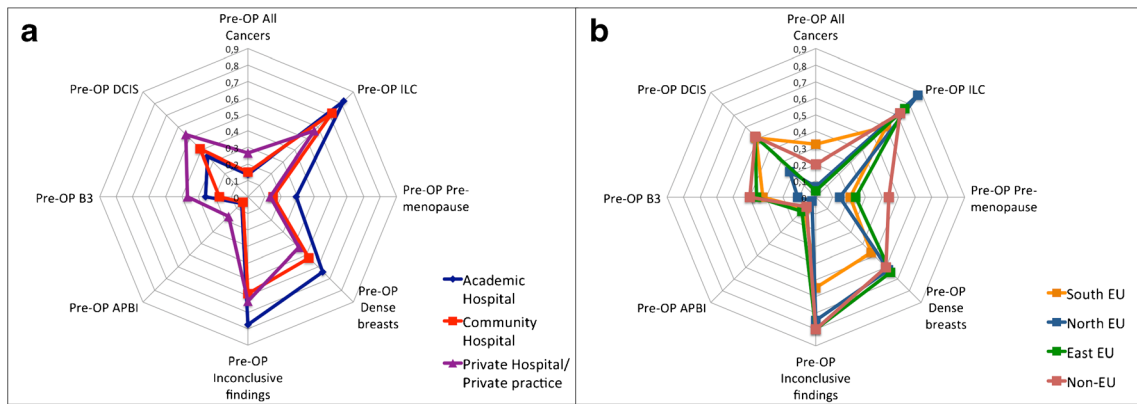 a
Pre-OP All
Cancers
0,9
0,8
0,7
0,6
0,5
0,4
0,3
0,2
0,1
0
Pre-OP ILC
Pre-OP Pre-
menopause
Pre-OP
Dense
breasts
Pre-OP
Inconclusive
findings
Pre-OP APBI
Pre-OP B3
Pre-OP DCIS
Academic
Hospital
Community
Hospital
Private Hospital/
Private practice
b
Pre-OP All
Cancers
0,9
0,8
0,7
0,6
0,5
0,4
0,3
0,2
0,1
0
Pre-OP ILC
Pre-OP Pre-
menopause
Pre-OP
Dense
breasts
Pre-OP
Inconclusive
findings
Pre-OP APBI
Pre-OP B3
Pre-OP DCIS
South EU
North EU
East EU
Non-EU